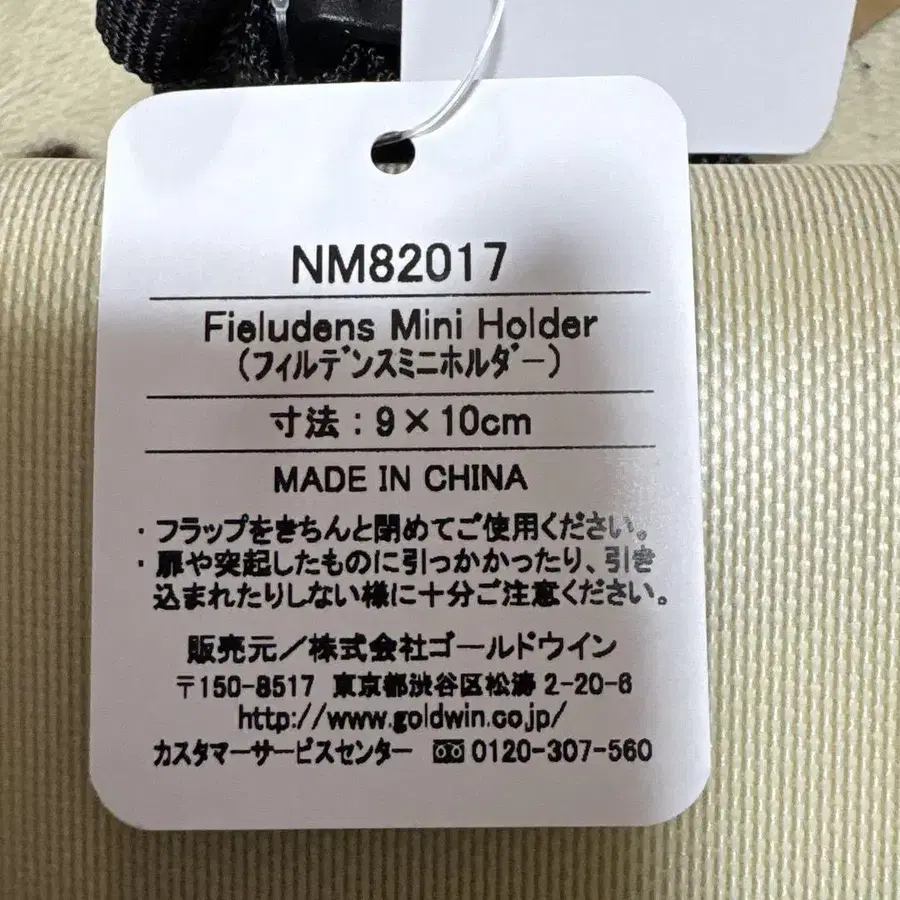 NM82017
Fieludens Mini Holder
(フィルデンスミニホルダー)
寸法：9×10cm
MADE IN CHINA
・フラップをきちんと閉めてご使用ください。
・扉や突起したものに引っかかったり、引き
込まれたりしない様に十分ご注意ください。
販売元／株式会社ゴールドウイン
〒150-8517 東京都渋谷区松濤 2-20-6
http://www.goldwin.co.jp/
カスタマーサービスセンター 0120-307-560